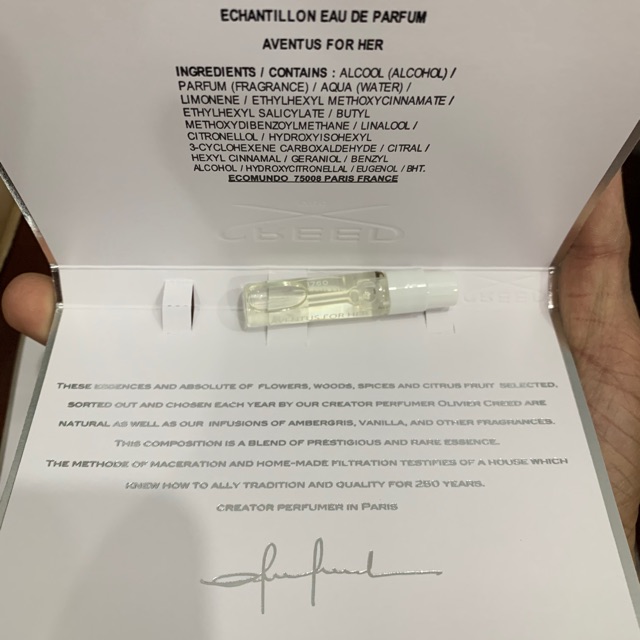 ECHANTILLON EAU DE PARFUM
AVENTUS FOR HER
INGREDIENTS / CONTAINS : ALCOOL (ALCOHOL) /
PARFUM (FRAGRANCE) / AQUA (WATER) /
LIMONENE / ETHYLHEXYL METHOXYCINNAMATE /
ETHYLHEXYL SALICYLATE / BUTYL
METHOXYDIBENZOYLMETHANE / LINALOOL /
CITRONELLOL / HYDROXYISOHEXYL
3-CYCLOHEXENE CARBOXALDEHYDE / CITRAL /
HEXYL CINNAMAL / GERANIOL / BENZYL
ALCOHOL / HYDROXYCITRONELLAL / EUGENOL / BHT.
ECOMUNDO 75008 PARIS FRANCE
CREED
1760
AVENTUS FOR HER
CREED
THESE ESSENCES AND ABSOLUTE OF FLOWERS, WOODS, SPICES AND CITRUS FRUIT SELECTED,
SORTED OUT AND CHOSEN EACH YEAR BY OUR CREATOR PERFUMER OLIVIER CREED ARE
NATURAL AS WELL AS OUR INFUSIONS OF AMBERGRIS, VANILLA, AND OTHER FRAGRANCES.
THIS COMPOSITION IS A BLEND OF PRESTIGIOUS AND RARE ESSENCE.
THE METHODE OF MACERATION AND HOME-MADE FILTRATION TESTIFIES OF A HOUSE WHICH
KNEW HOW TO ALLY TRADITION AND QUALITY FOR 250 YEARS.
CREATOR PERFUMER IN PARIS